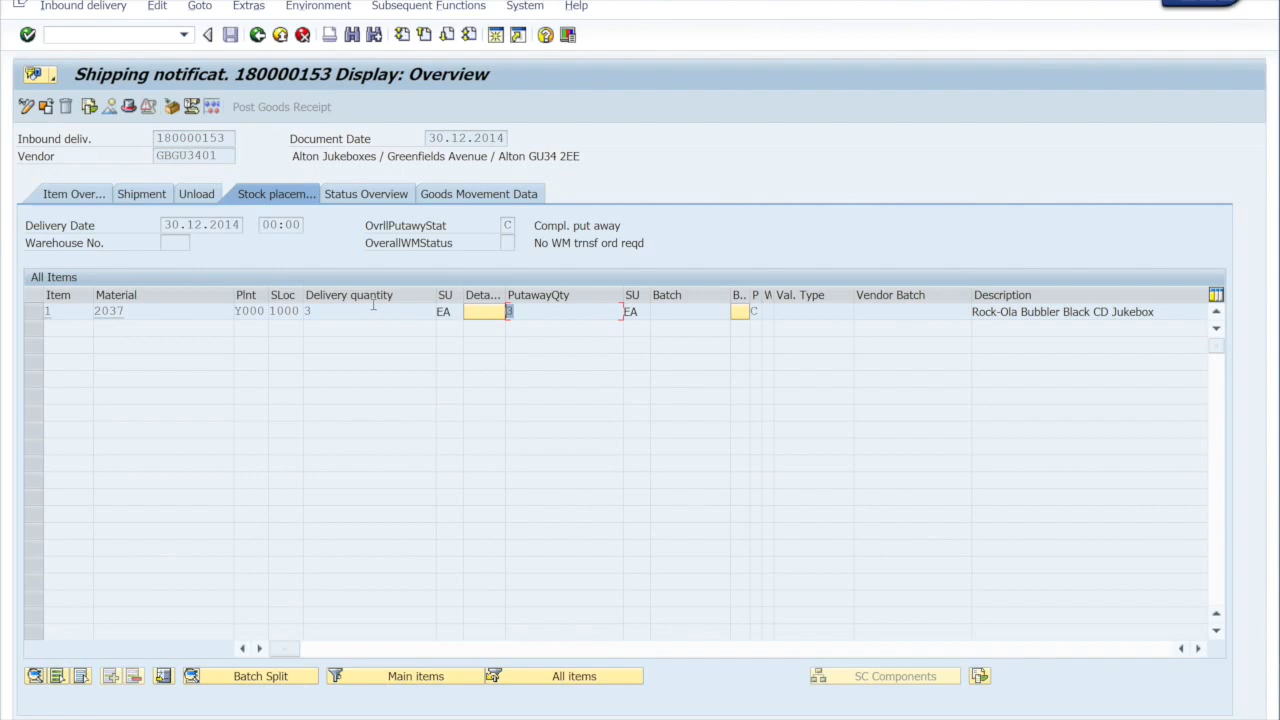 Inbound delivery Edit Goto Extras Environment Subsequent Functions System Help
Shipping notificat. 180000153 Display: Overview
Post Goods Receipt
Inbound deliv. 180000153 Document Date 30.12.2014
Vendor GBGU3401 Alton Jukeboxes / Greenfields Avenue / Alton GU34 2EE
Item Over... Shipment Unload Stock placem... Status Overview Goods Movement Data
Delivery Date 30.12.2014 00:00 OvrllPutawyStat C Compl. put away
Warehouse No. OverallWMStatus No WM trnsf ord reqd
All Items
Item Material Plnt SLoc Delivery quantity SU Deta... PutawayQty SU Batch B.. P W Val. Type Vendor Batch Description
1 2037 Y000 1000 3 EA 3 EA C Rock-Ola Bubbler Black CD Jukebox
Batch Split Main items All items SC Components